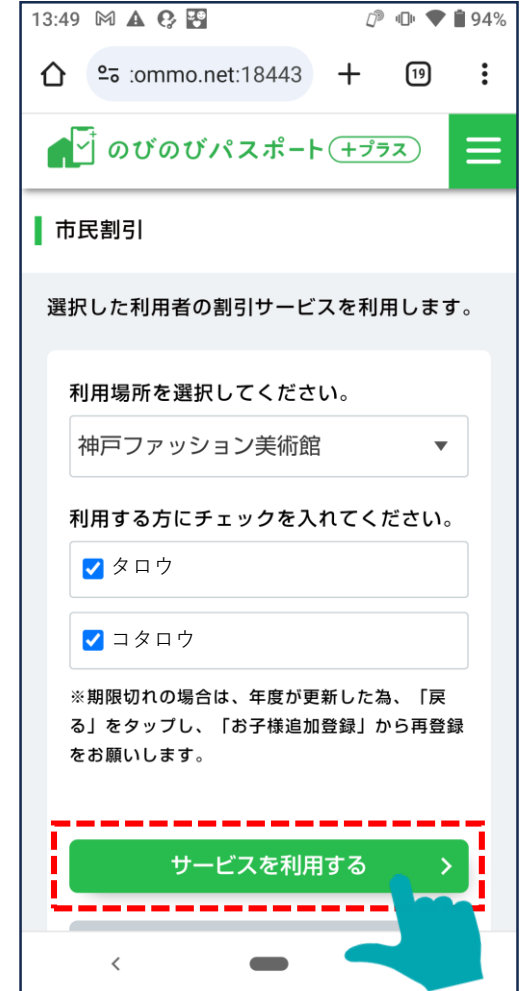 13:49
94%
:ommo.net:18443
19
のびのびパスポート +プラス
市民割引
選択した利用者の割引サービスを利用します。
利用場所を選択してください。
神戸ファッション美術館
利用する方にチェックを入れてください。
タロウ
コタロウ
※期限切れの場合は、年度が更新した為、「戻
る」をタップし、「お子様追加登録」から再登録
をお願いします。
サービスを利用する